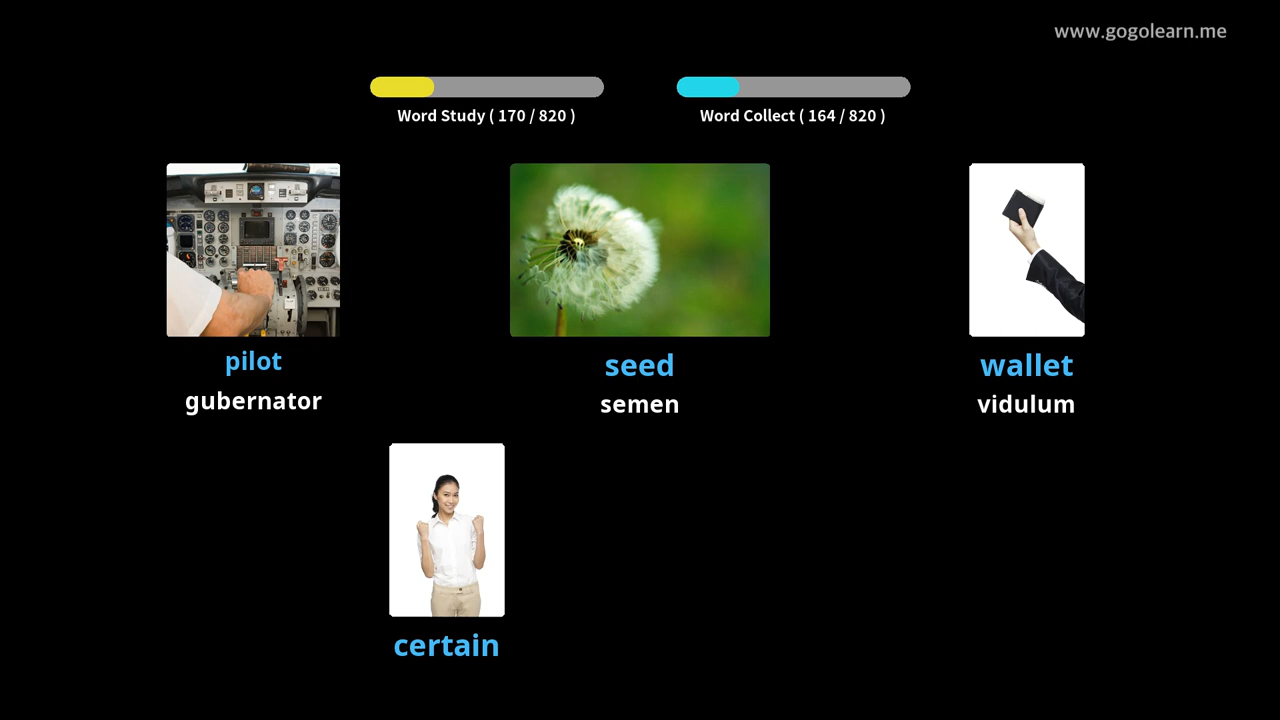 www.gogolearn.me
Word Study ( 170 / 820 )
Word Collect ( 164 / 820 )
pilot
gubernator
seed
semen
wallet
vidulum
certain